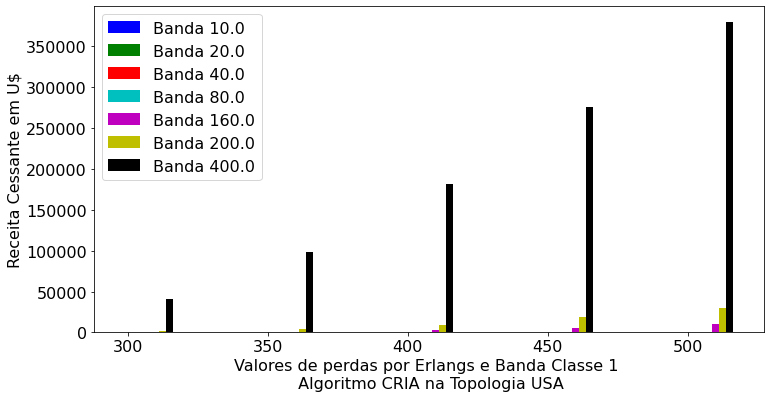 350000
300000
250000
200000
150000
100000
50000
0
Receita Cessante em U$
Banda 10.0
Banda 20.0
Banda 40.0
Banda 80.0
Banda 160.0
Banda 200.0
Banda 400.0
300 350 400 450 500
Valores de perdas por Erlangs e Banda Classe 1
Algoritmo CRIA na Topologia USA